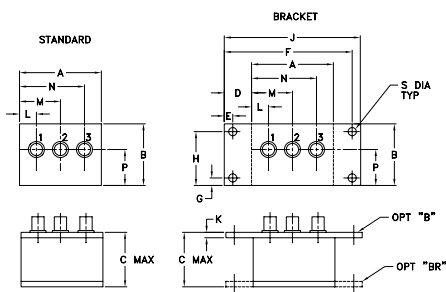 BRACKET
STANDARD
J
F
A
A
N
D
N
S DIA
TYP
M
M
L
E
L
1 2 3
1 2 3
B
H
B
P
P
G
K
OPT "B"
C MAX
C MAX
OPT "BR"